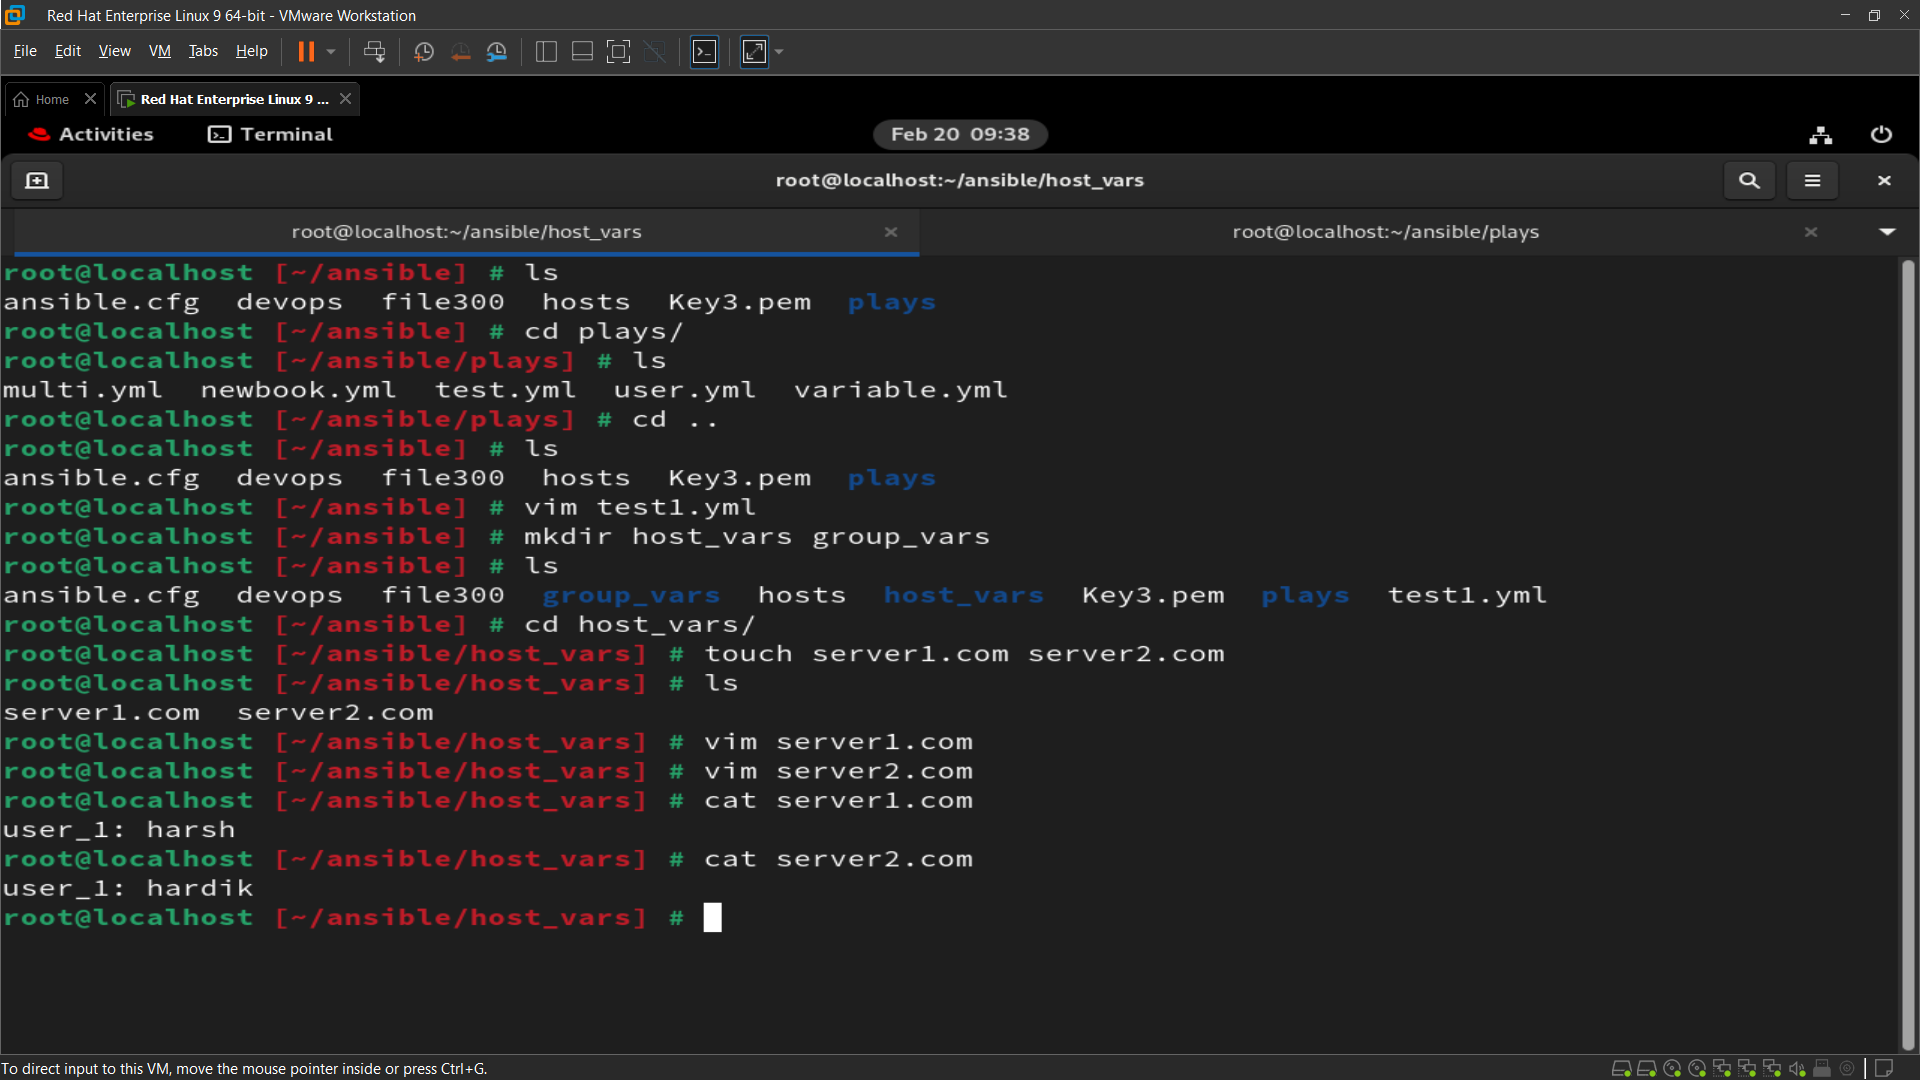 Red Hat Enterprise Linux 9 64-bit - VMware Workstation
File Edit View VM Tabs Help
Home Red Hat Enterprise Linux 9 ...
Activities Terminal Feb 20 09:38
root@localhost:~/ansible/host_vars
root@localhost:~/ansible/host_vars root@localhost:~/ansible/plays
root@localhost [~/ansible] # ls
ansible.cfg devops file300 hosts Key3.pem plays
root@localhost [~/ansible] # cd plays/
root@localhost [~/ansible/plays] # ls
multi.yml newbook.yml test.yml user.yml variable.yml
root@localhost [~/ansible/plays] # cd ..
root@localhost [~/ansible] # ls
ansible.cfg devops file300 hosts Key3.pem plays
root@localhost [~/ansible] # vim test1.yml
root@localhost [~/ansible] # mkdir host_vars group_vars
root@localhost [~/ansible] # ls
ansible.cfg devops file300 group_vars hosts host_vars Key3.pem plays test1.yml
root@localhost [~/ansible] # cd host_vars/
root@localhost [~/ansible/host_vars] # touch server1.com server2.com
root@localhost [~/ansible/host_vars] # ls
server1.com server2.com
root@localhost [~/ansible/host_vars] # vim server1.com
root@localhost [~/ansible/host_vars] # vim server2.com
root@localhost [~/ansible/host_vars] # cat server1.com
user_1: harsh
root@localhost [~/ansible/host_vars] # cat server2.com
user_1: hardik
root@localhost [~/ansible/host_vars] #
To direct input to this VM, move the mouse pointer inside or press Ctrl+G.